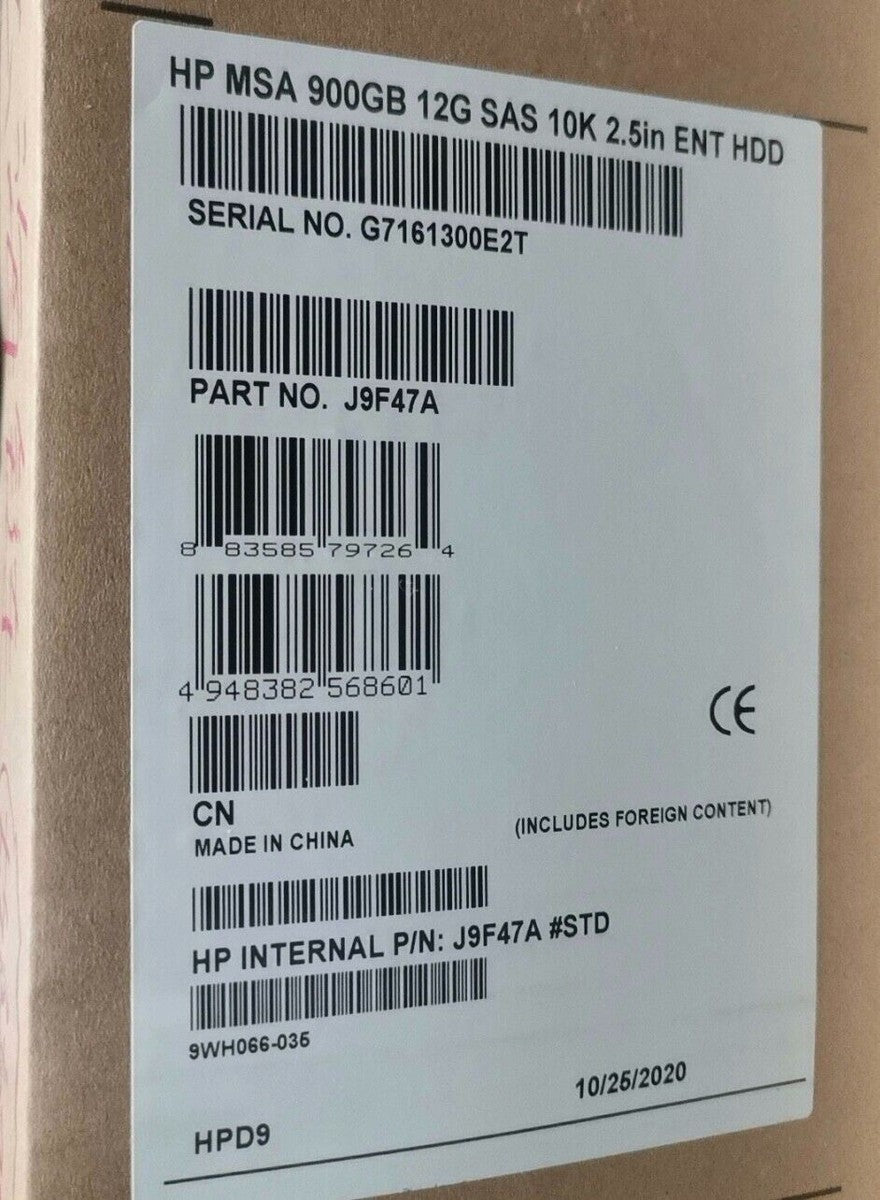 HP MSA 900GB 12G SAS 10K 2.5in ENT HDD
SERIAL NO. G7161300E2T
PART NO. J9F47A
8 83585 79726 4
4 948382 568601
CE
CN
MADE IN CHINA
(INCLUDES FOREIGN CONTENT)
HP INTERNAL P/N: J9F47A #STD
9WH066-035
10/25/2020
HPD9